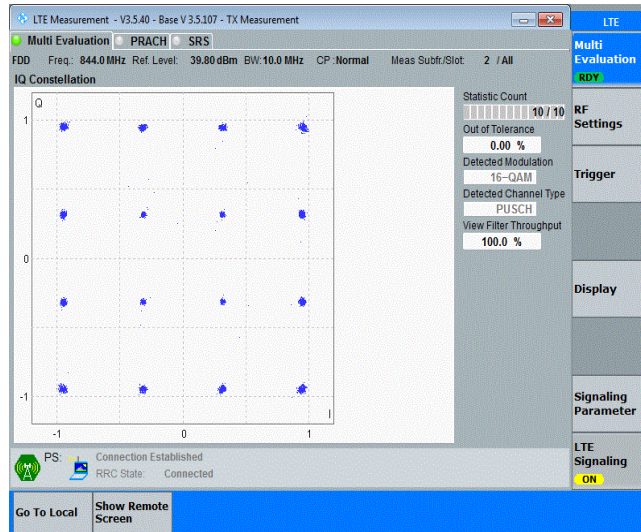 LTE Measurement - V3.5.40 - Base V 3.5.107 - TX Measurement
LTE
Multi Evaluation PRACH SRS
Multi
Evaluation
RDY
FDD Freq.: 844.0 MHz Ref. Level: 39.80 dBm BW: 10.0 MHz CP : Normal Meas Subfr./Slot: 2 / All
IQ Constellation
Q
1
0
-1
-1 0 1
I
Statistic Count
10 / 10
Out of Tolerance
0.00 %
Detected Modulation
16-QAM
Detected Channel Type
PUSCH
View Filter Throughput
100.0 %
RF
Settings
Trigger
Display
Signaling
Parameter
LTE
Signaling
ON
PS: Connection Established
RRC State: Connected
Go To Local
Show Remote
Screen